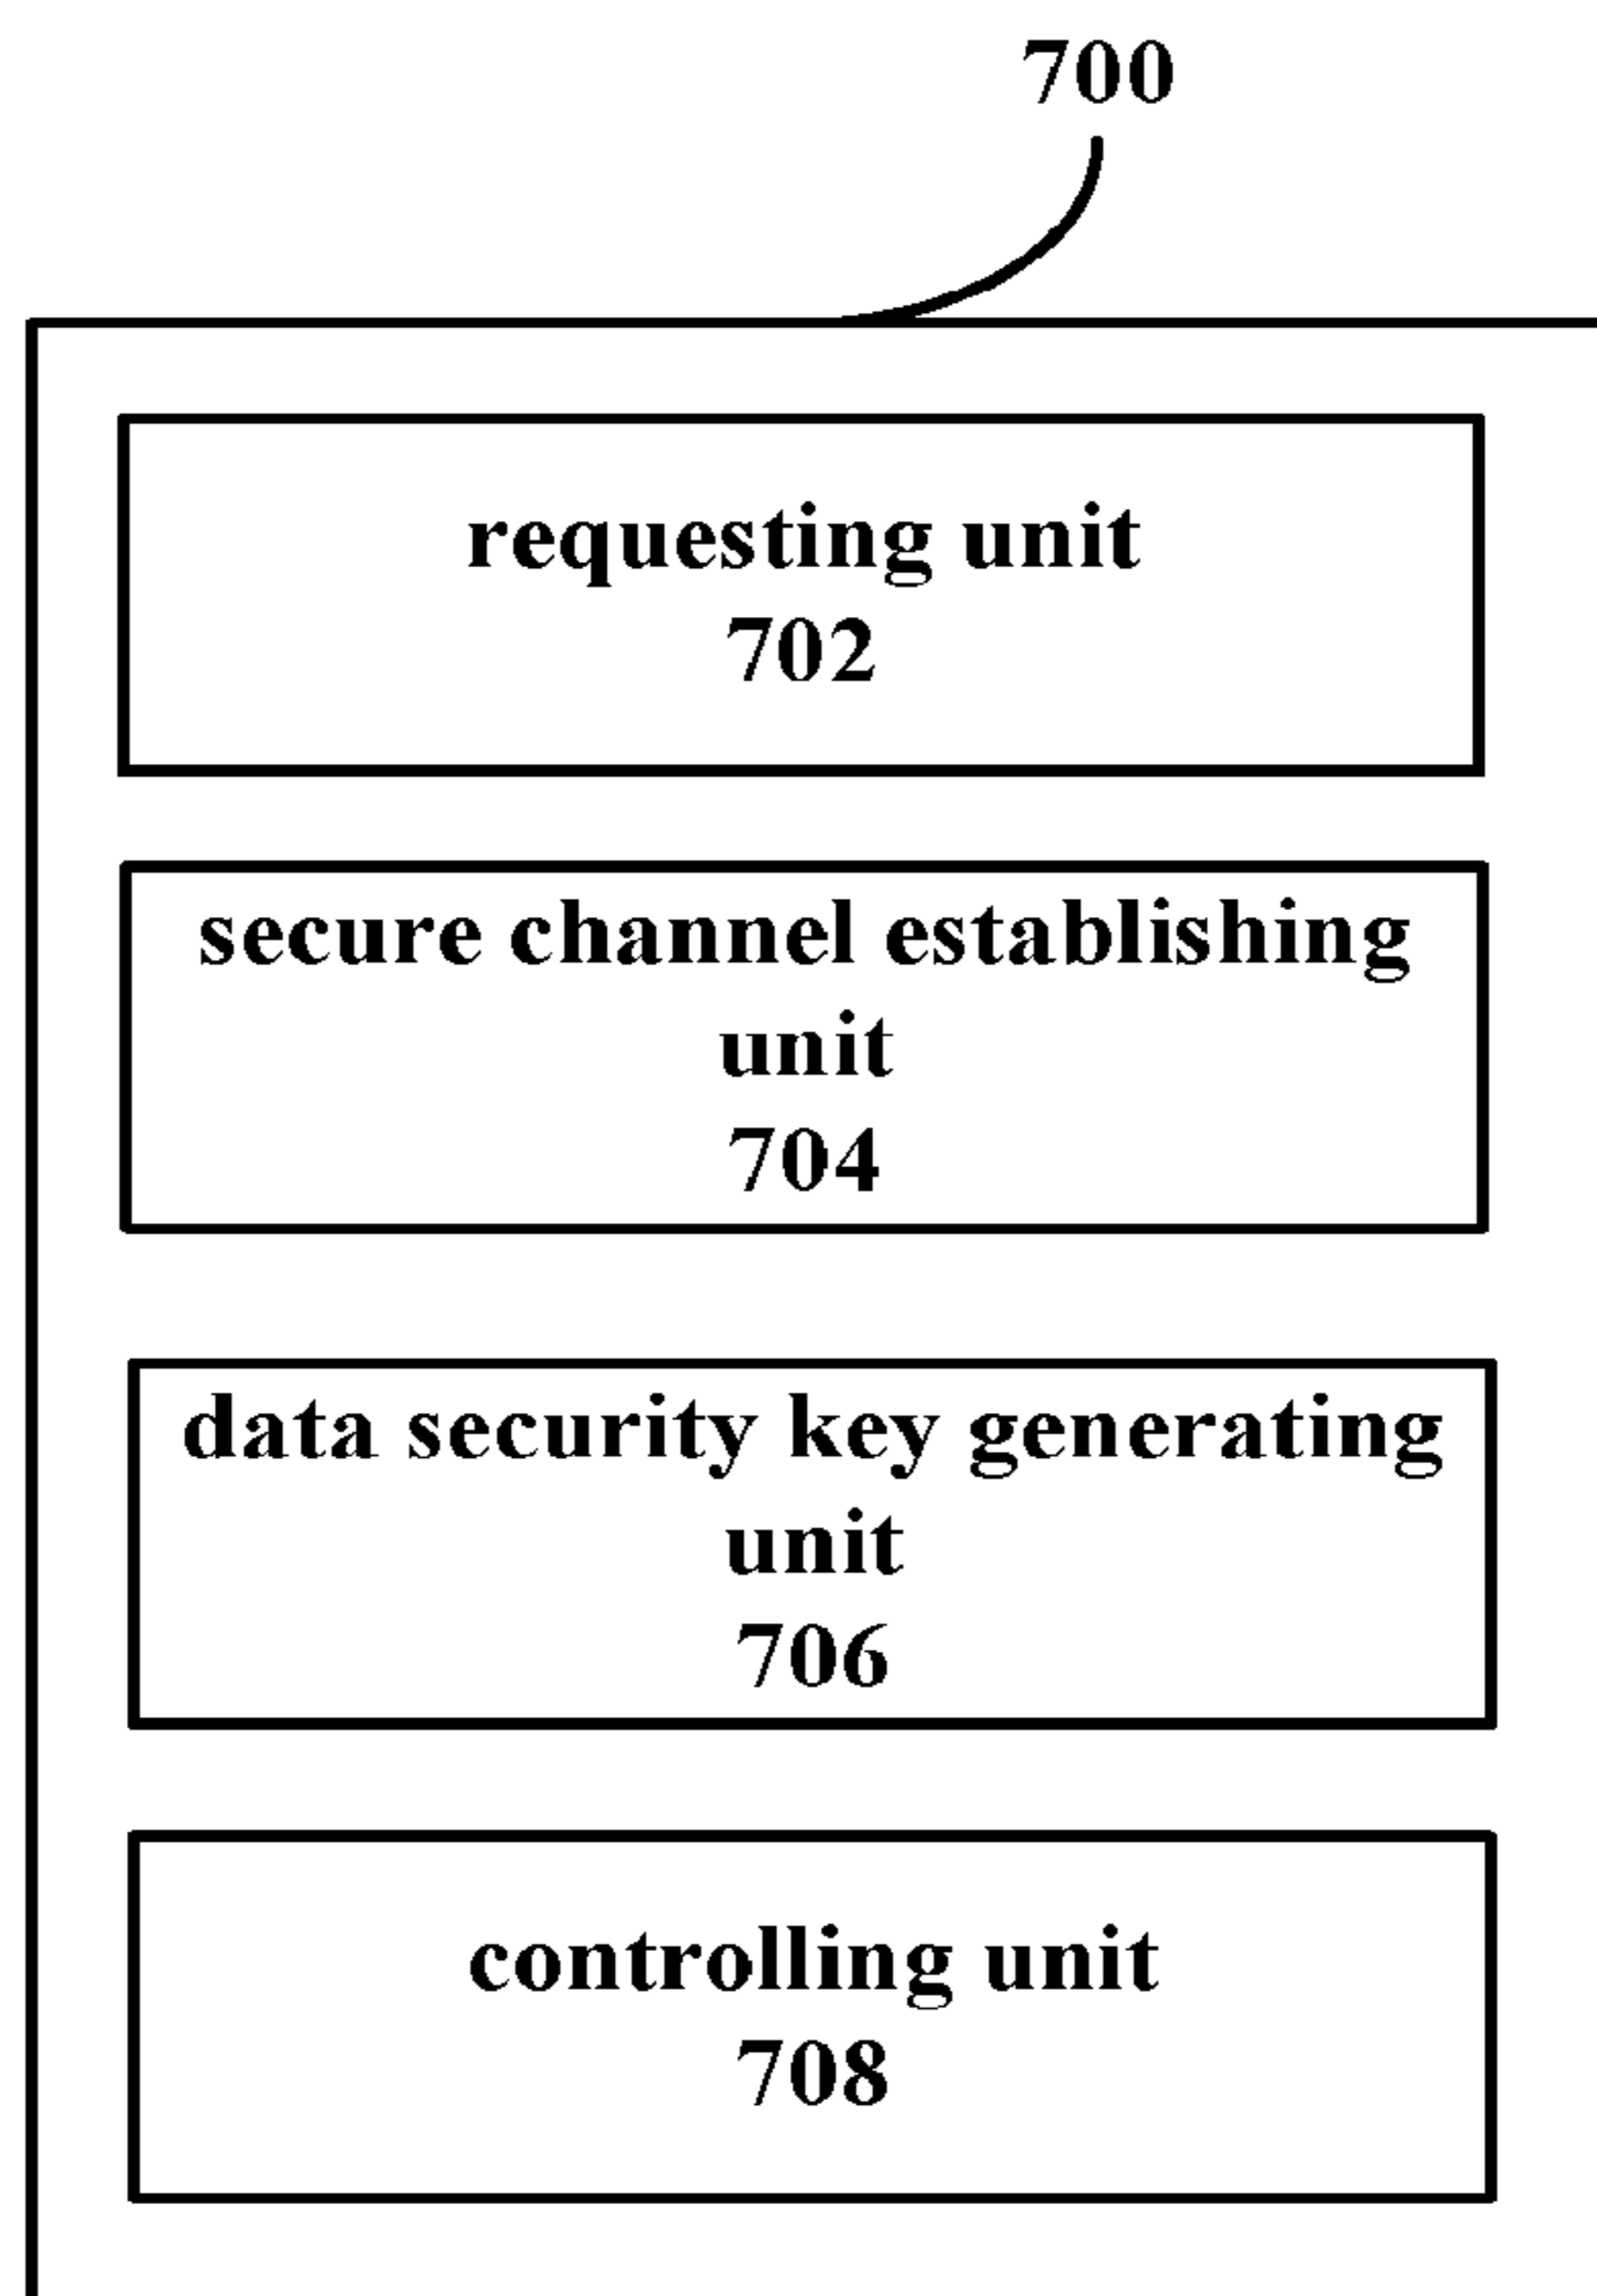 700
requesting unit
702
secure channel establishing
unit
704
data security key generating
unit
706
controlling unit
708